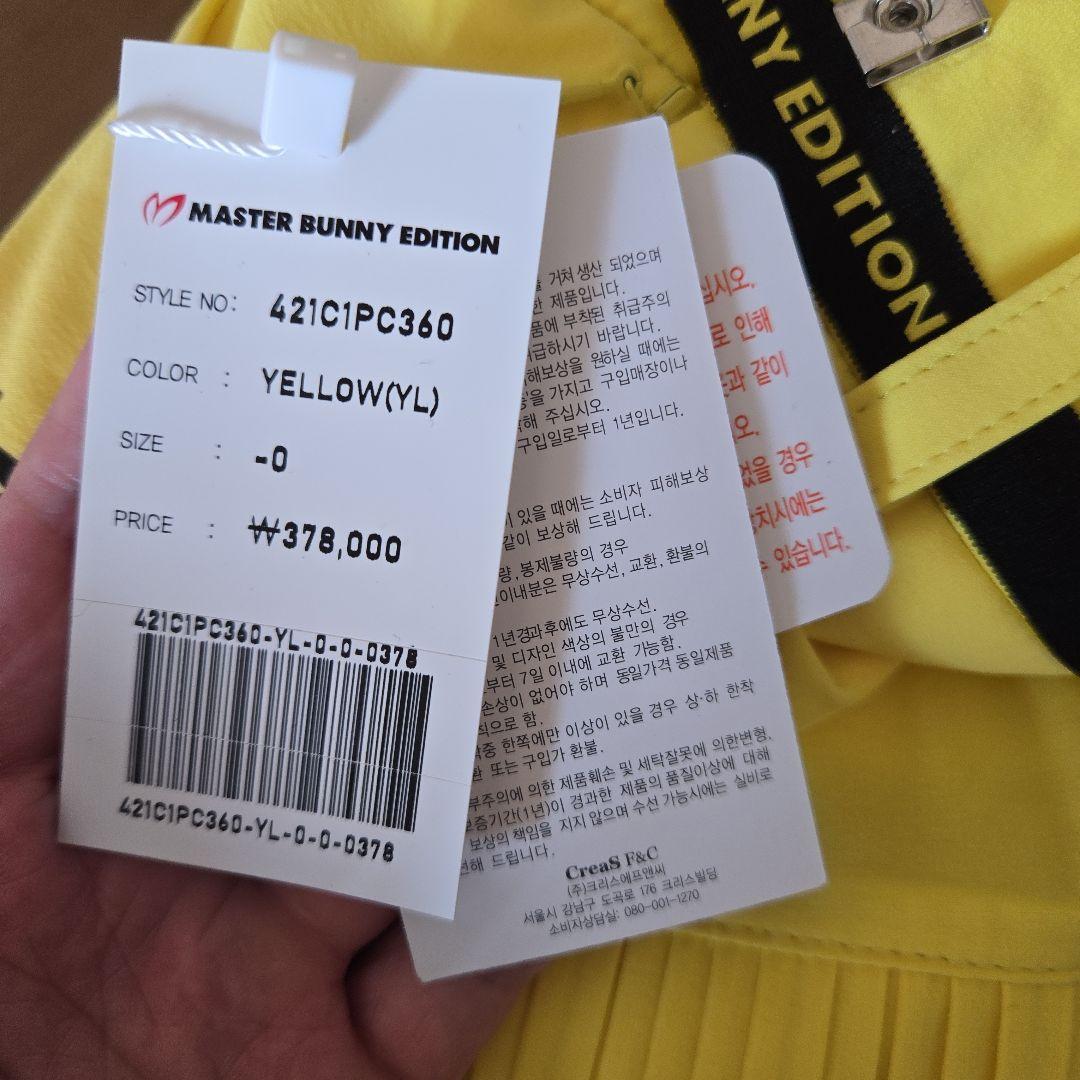 MASTER BUNNY EDITION
STYLE NO: 421C1PC360
COLOR : YELLOW(YL)
SIZE : -0
PRICE : ₩378,000
421C1PC360-YL-0-0-0378
421C1PC360-YL-0-0-0378
거쳐 생산 되었으며
한 제품입니다.
품에 부착된 취급주의
취급하시기 바랍니다.
해보상을 원하실 때에는
을 가지고 구입매장이나
해 주십시오.
구입일로부터 1년입니다.
있을 때에는 소비자 피해보상
같이 보상해 드립니다.
량, 봉제불량의 경우
이내분은 무상수선, 교환, 환불의
1년경과후에도 무상수선.
및 디자인 색상의 불만의 경우
부터 7일 이내에 교환 가능함.
손상이 없어야 하며 동일가격 동일제품
으로 함.
중 한쪽에만 이상이 있을 경우 상·하 한착
환 또는 구입가 환불.
부주의에 의한 제품훼손 및 세탁잘못에 의한변형.
보증기간(1년)이 경과한 제품의 품질이상에 대해
보상의 책임을 지지 않으며 수선 가능시에는 실비로
해 드립니다.
CreaS F&C
(주)크리스에프앤씨
서울시 강남구 도곡로 176 크리스빌딩
소비자상담실: 080-001-1270
십시오.
로 인해
과 같이
오.
없을 경우
치시에는
있습니다.
NNY EDITION